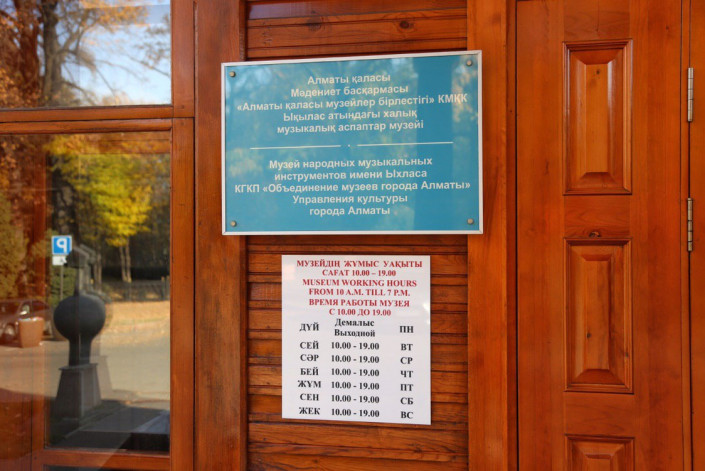 Алматы қаласы
Мәдениет басқармасы
«Алматы қаласы музейлер бірлестігі» КМҚК
Ықылас атындағы халық
музыкалық аспаптар музейі
Музей народных музыкальных
инструментов имени Ыхласа
КГКП «Объединение музеев города Алматы»
Управления культуры
города Алматы
МУЗЕЙДІҢ ЖҰМЫС УАҚЫТЫ
САҒАТ 10.00 – 19.00
MUSEUM WORKING HOURS
FROM 10 A.M. TILL 7 P.M.
ВРЕМЯ РАБОТЫ МУЗЕЯ
С 10.00 ДО 19.00
ДҮЙ Демалыс Выходной ПН
СЕЙ 10.00 - 19.00 ВТ
СӘР 10.00 - 19.00 СР
БЕЙ 10.00 - 19.00 ЧТ
ЖҰМ 10.00 - 19.00 ПТ
СЕН 10.00 - 19.00 СБ
ЖЕК 10.00 - 19.00 ВС